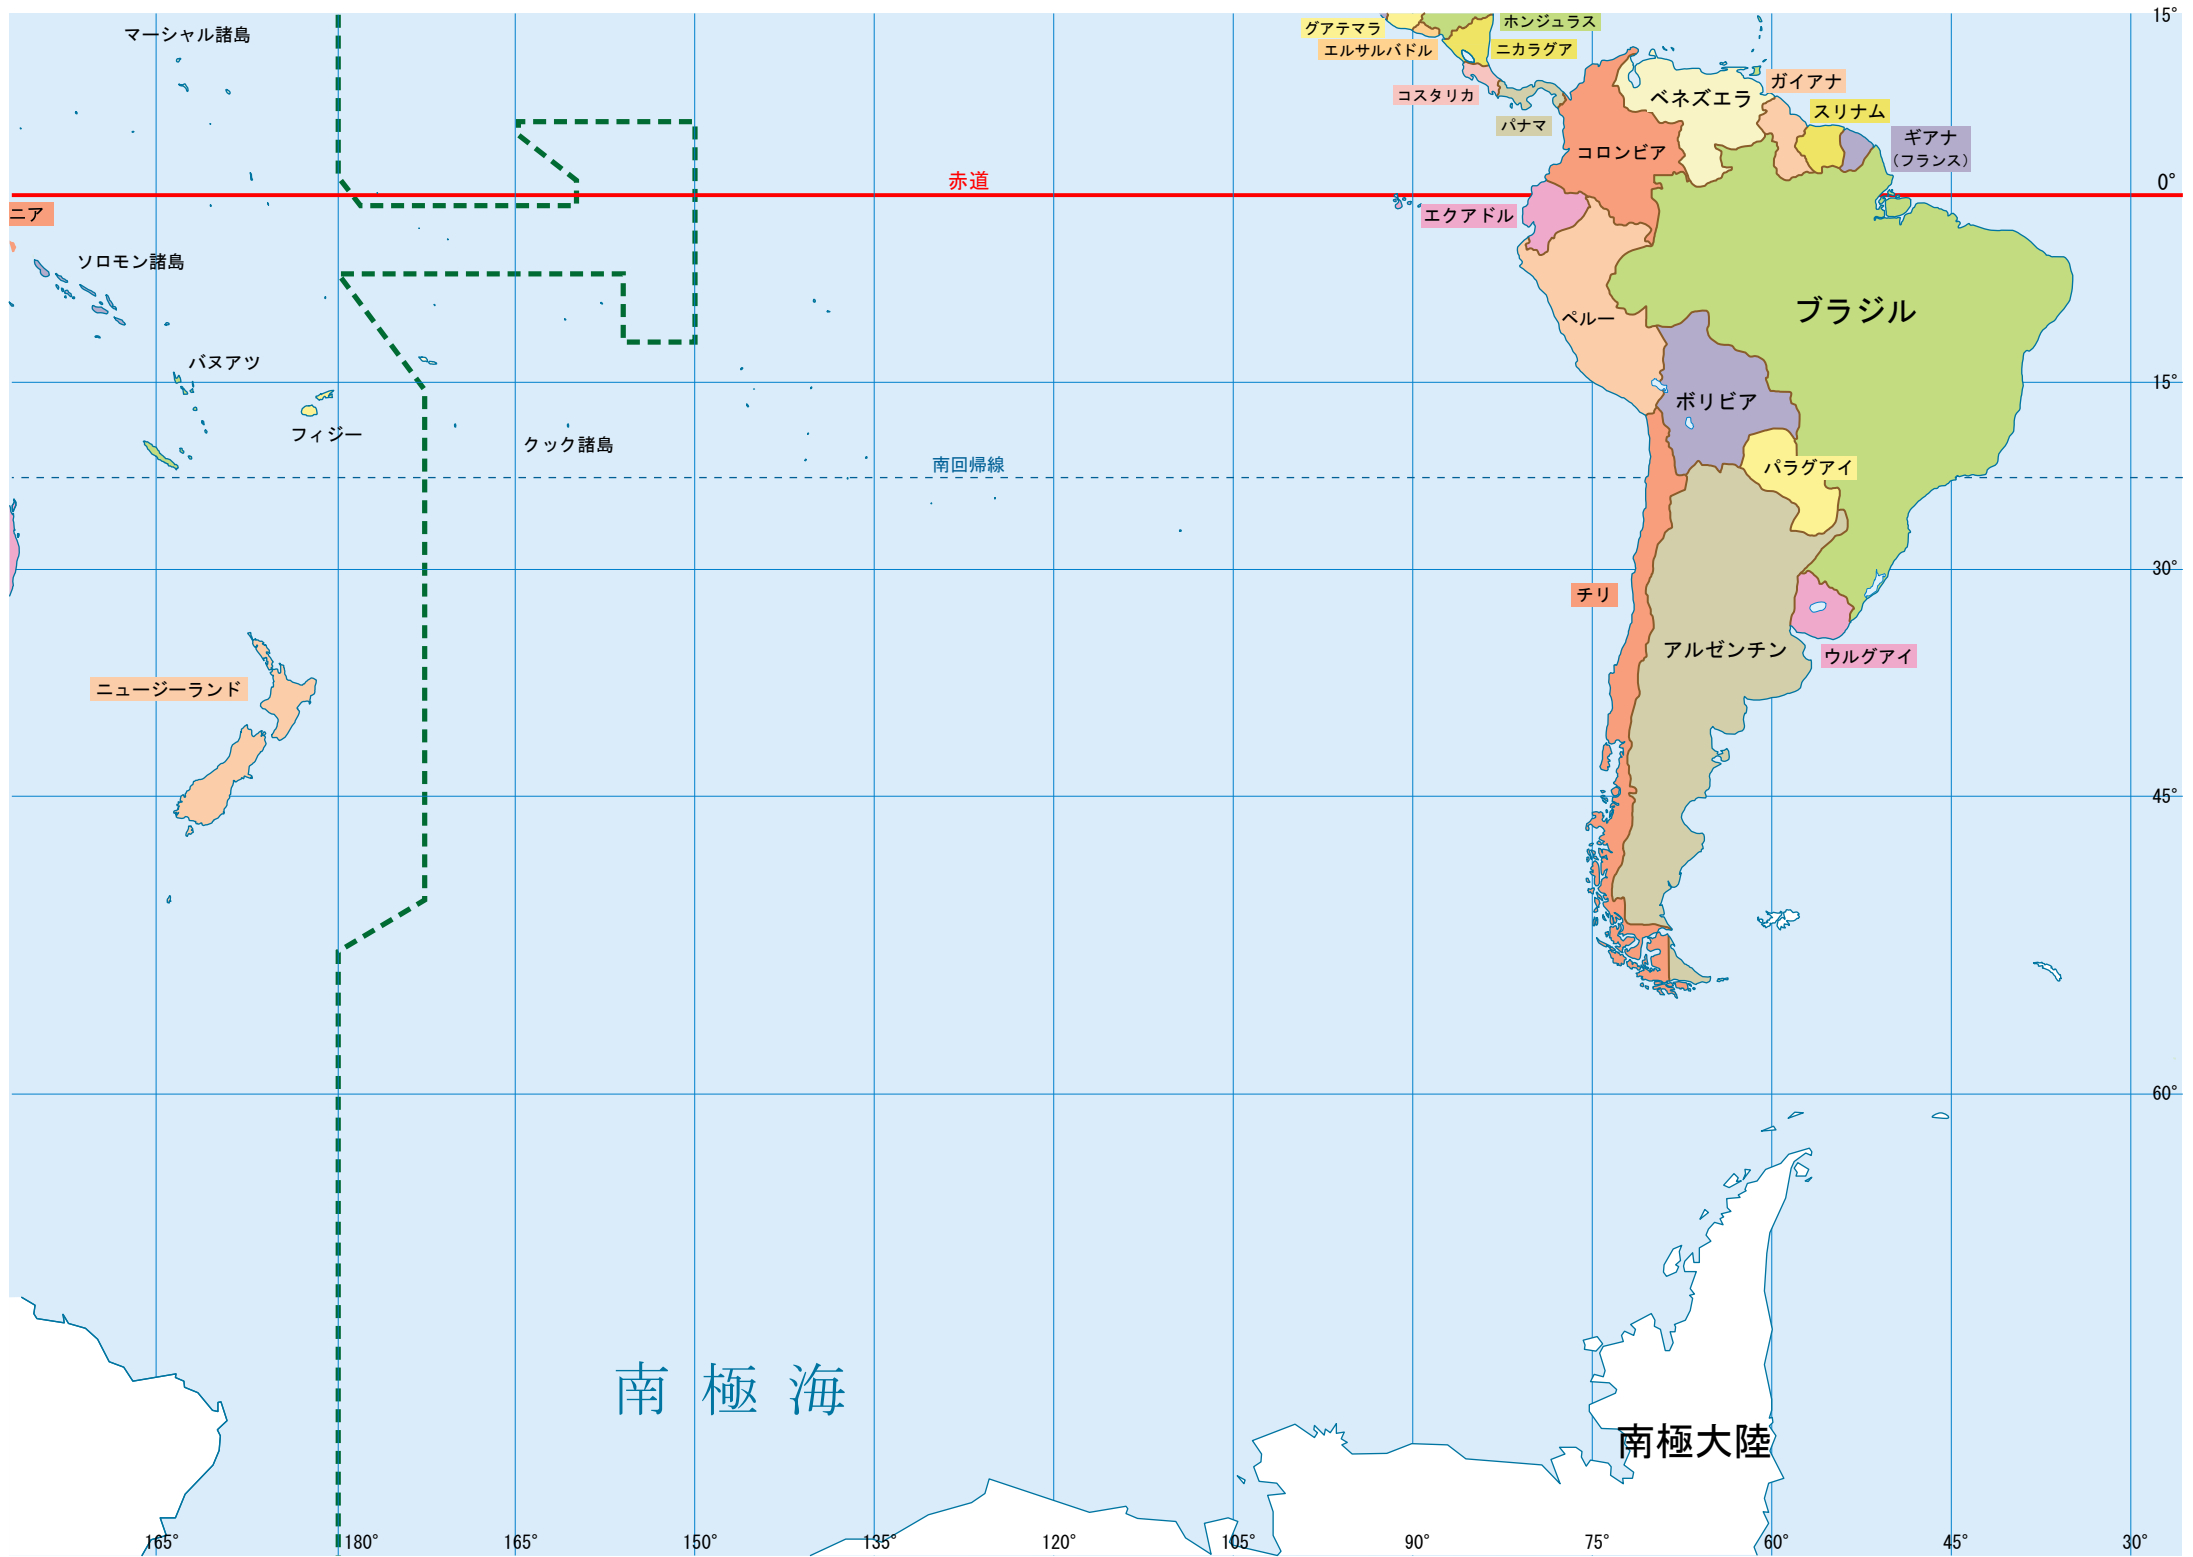 マーシャル諸島
グアテマラ
ホンジュラス
15°
エルサルバドル
ニカラグア
コスタリカ
パナマ
ベネズエラ
ガイアナ
スリナム
ギアナ
(フランス)
コロンビア
赤道
0°
ニア
エクアドル
ソロモン諸島
ペルー
ブラジル
バヌアツ
15°
フィジー
クック諸島
ボリビア
南回帰線
パラグアイ
30°
チリ
アルゼンチン
ウルグアイ
ニュージーランド
45°
60°
南極海
南極大陸
165°
180°
165°
150°
135°
120°
105°
90°
75°
60°
45°
30°